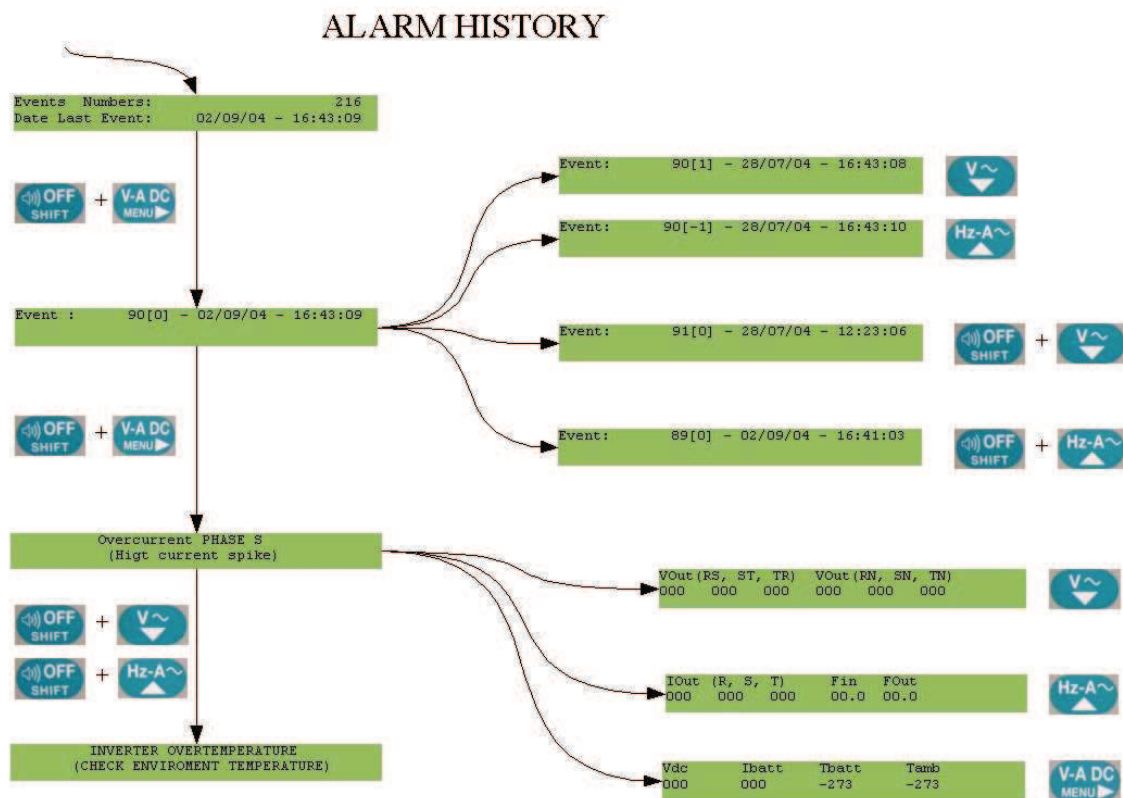 ALARM HISTORY
Events Numbers: 216
Date Last Event: 02/09/04 - 16:43:09
OFF SHIFT + V-A DC MENU
Event: 90[1] - 28/07/04 - 16:43:08
V~
Event: 90[-1] - 28/07/04 - 16:43:10
Hz-A~
Event : 90[0] - 02/09/04 - 16:43:09
Event: 91[0] - 28/07/04 - 12:23:06
OFF SHIFT + V~
OFF SHIFT + V-A DC MENU
Event: 89[0] - 02/09/04 - 16:41:03
OFF SHIFT + Hz-A~
Overcurrent PHASE S
(Higt current spike)
VOut(RS, ST, TR) VOut(RN, SN, TN)
000 000 000 000 000 000
V~
OFF SHIFT + V~
OFF SHIFT + Hz-A~
IOut (R, S, T) Fin FOut
000 000 000 00.0 00.0
Hz-A~
INVERTER OVERTEMPERATURE
(CHECK ENVIROMENT TEMPERATURE)
Vdc Ibatt Tbatt Tamb
000 000 -273 -273
V-A DC MENU